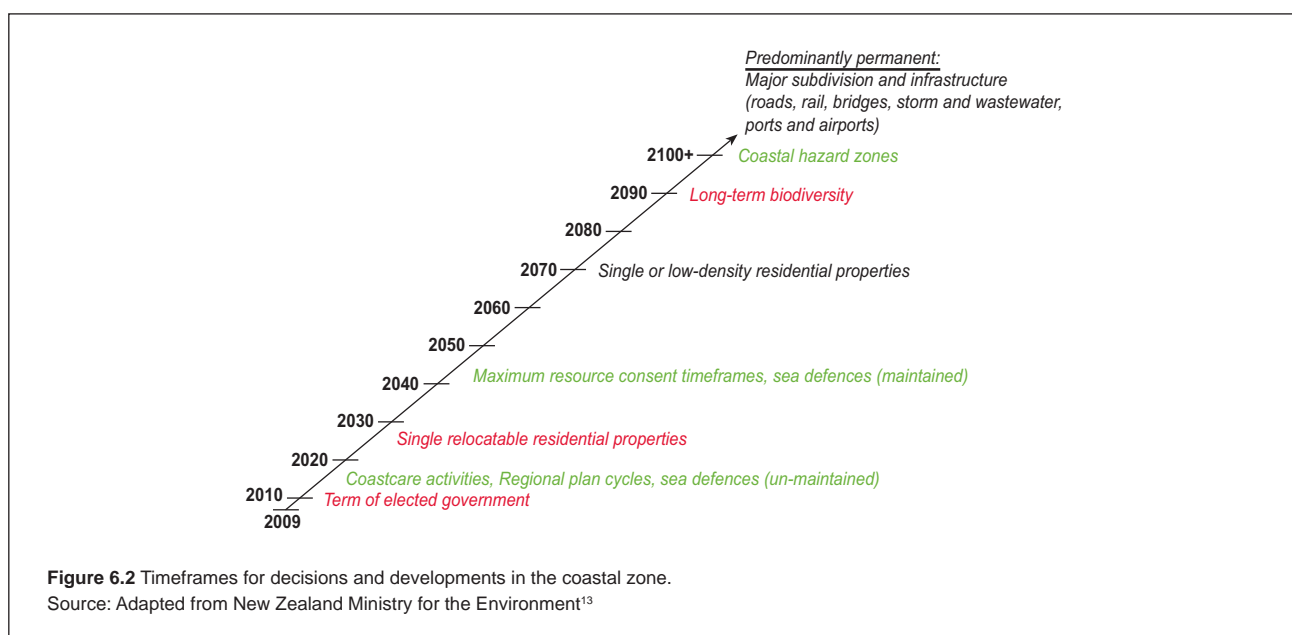 Predominantly permanent:
Major subdivision and infrastructure
(roads, rail, bridges, storm and wastewater,
ports and airports)
2100+
Coastal hazard zones
2090
Long-term biodiversity
2080
2070
Single or low-density residential properties
2060
2050
Maximum resource consent timeframes, sea defences (maintained)
2040
2030
Single relocatable residential properties
2020
Coastcare activities, Regional plan cycles, sea defences (un-maintained)
2010
Term of elected government
2009
Figure 6.2 Timeframes for decisions and developments in the coastal zone.
Source: Adapted from New Zealand Ministry for the Environment¹³